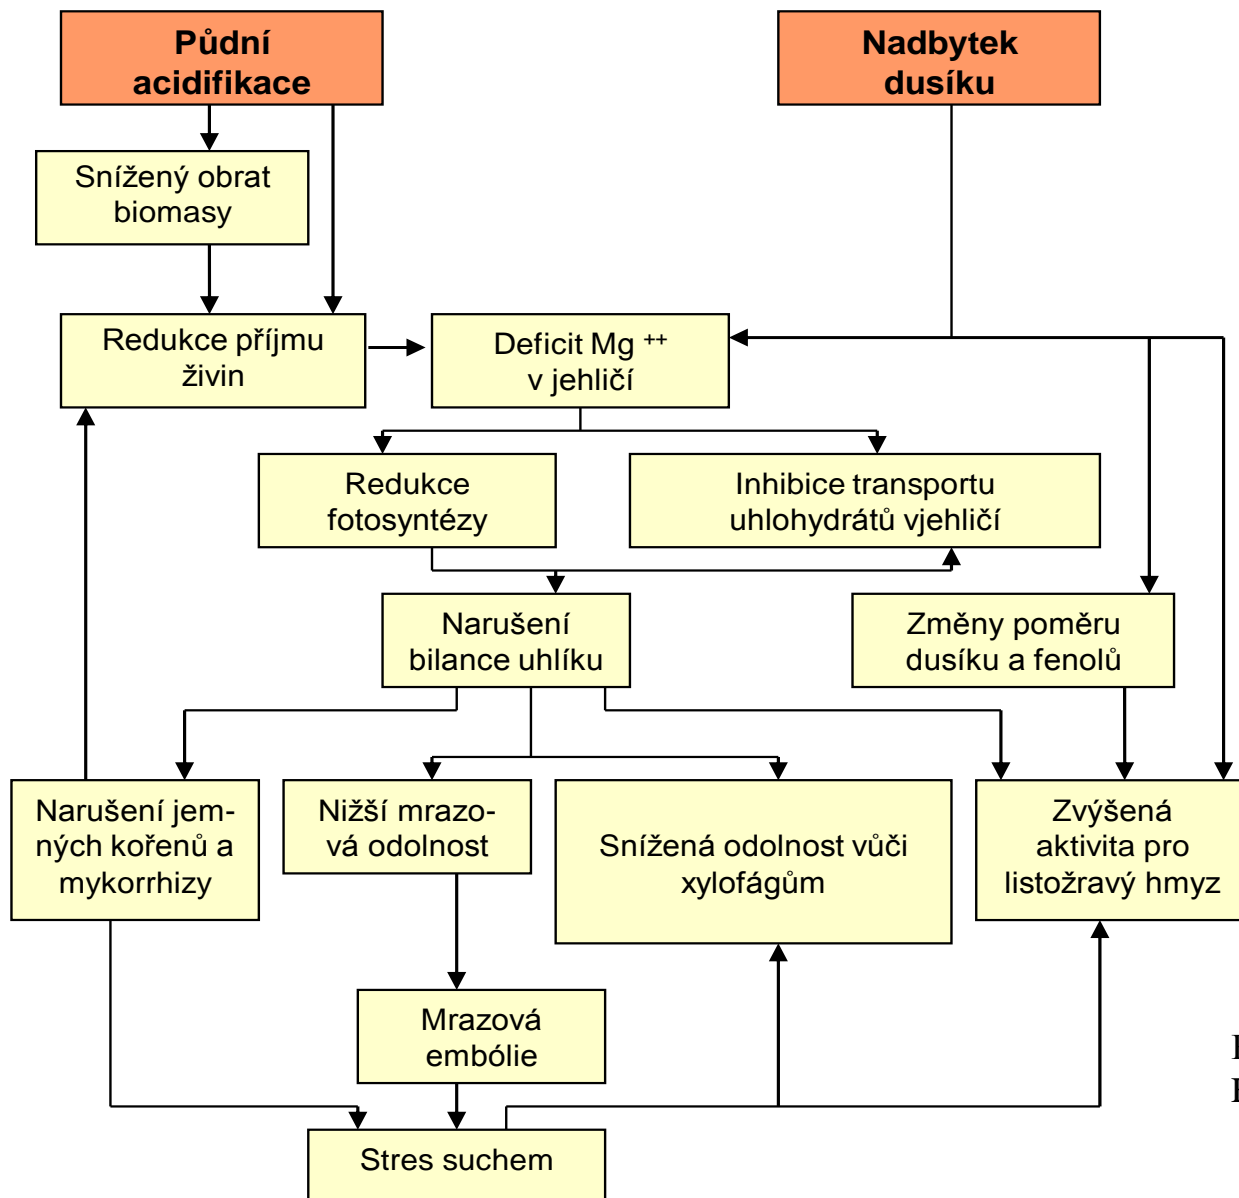 Půdní
acidifikace
Nadbytek
dusíku
Snížený obrat
biomasy
Redukce příjmu
živin
Deficit Mg ++
v jehličí
Redukce
fotosyntézy
Inhibice transportu
uhlohydrátů vjehličí
Narušení
bilance uhlíku
Změny poměru
dusíku a fenolů
Narušení jem-
ných kořenů a
mykorrhizy
Nižší mrazo-
vá odolnost
Snížená odolnost vůči
xylofágům
Zvýšená
aktivita pro
listožravý hmyz
Mrazová
embólie
Stres suchem